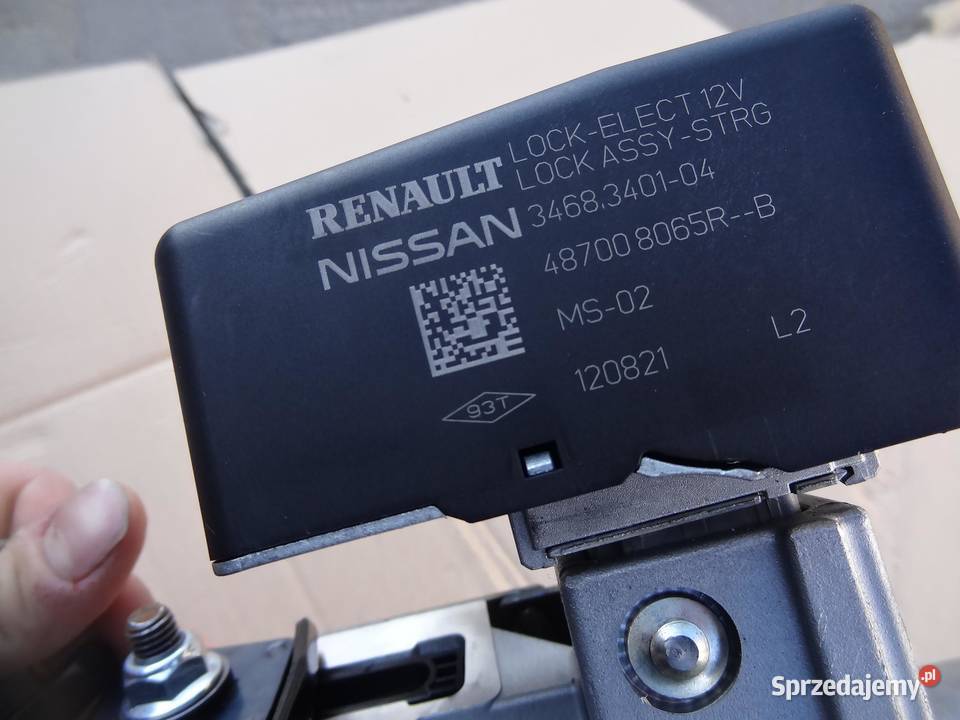 RENAULT LOCK-ELECT 12V
LOCK ASSY-STRG
NISSAN 3468.3401-04
48700 8065R--B
MS-02
120821 L2
93T
Sprzedajemy.pl